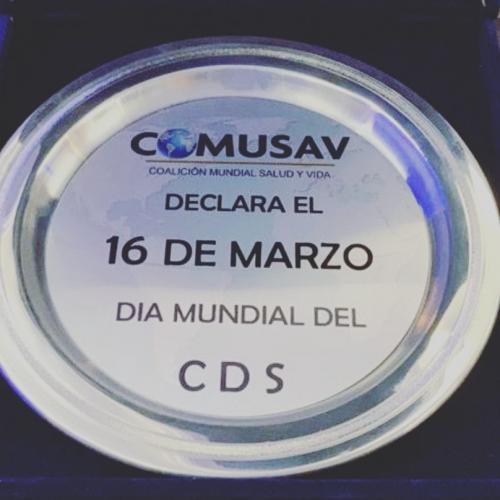 COMUSAV
COALICIÓN MUNDIAL SALUD Y VIDA
DECLARA EL
16 DE MARZO
DIA MUNDIAL DEL
CDS